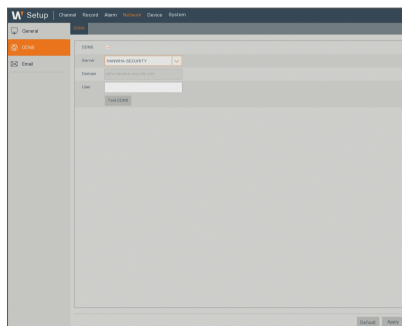 W Setup Channel Record Alarm Network Device System
General
DDNS
DDNS
Email
DDNS
Server HANWHA-SECURITY
Domain
User
Test DDNS
Default Apply